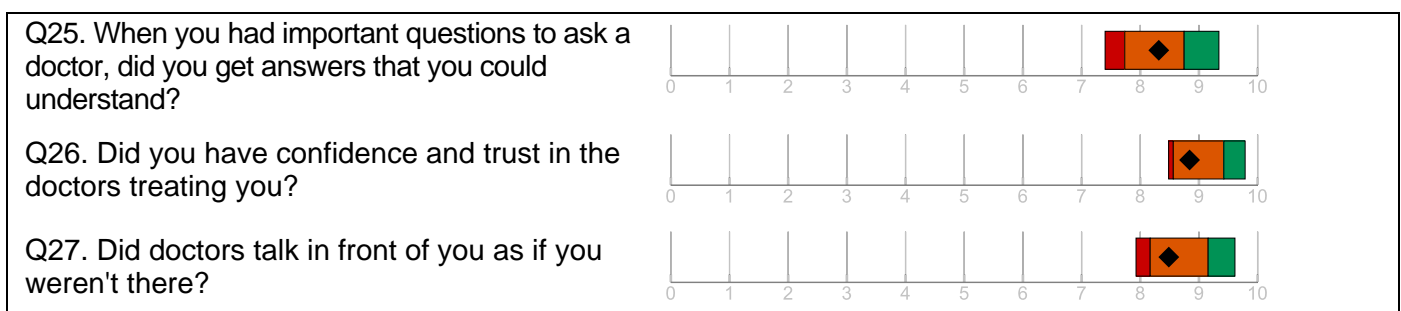 Q25. When you had important questions to ask a
doctor, did you get answers that you could
understand?
0 1 2 3 4 5 6 7 8 9 10
Q26. Did you have confidence and trust in the
doctors treating you?
0 1 2 3 4 5 6 7 8 9 10
Q27. Did doctors talk in front of you as if you
weren't there?
0 1 2 3 4 5 6 7 8 9 10